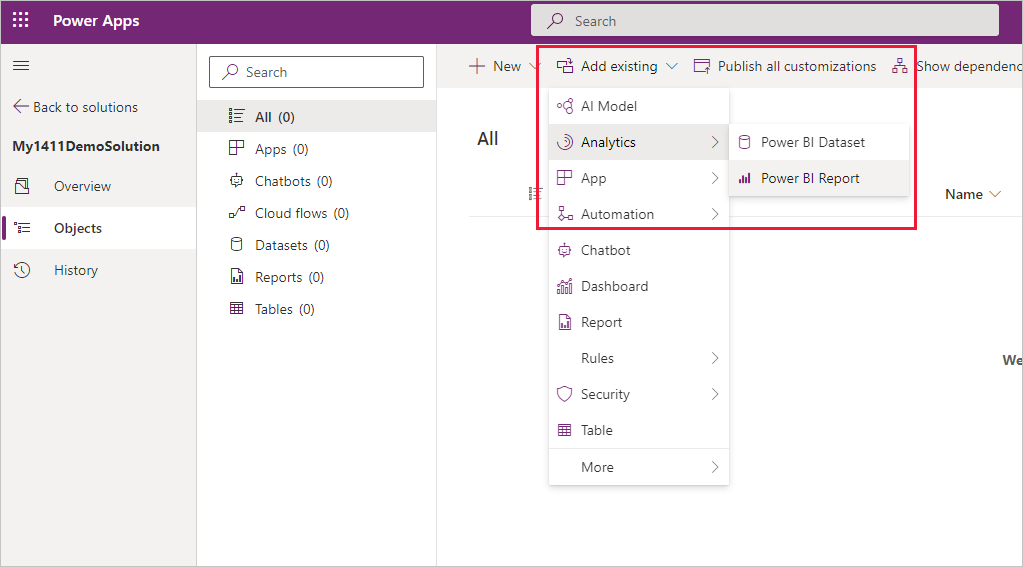 Power Apps
Search
Back to solutions
My1411DemoSolution
Overview
Objects
History
Search
All (0)
Apps (0)
Chatbots (0)
Cloud flows (0)
Datasets (0)
Reports (0)
Tables (0)
New
Add existing
Publish all customizations
Show dependenc
All
Name
AI Model
Analytics
App
Automation
Chatbot
Dashboard
Report
Rules
Security
Table
More
Power BI Dataset
Power BI Report
We